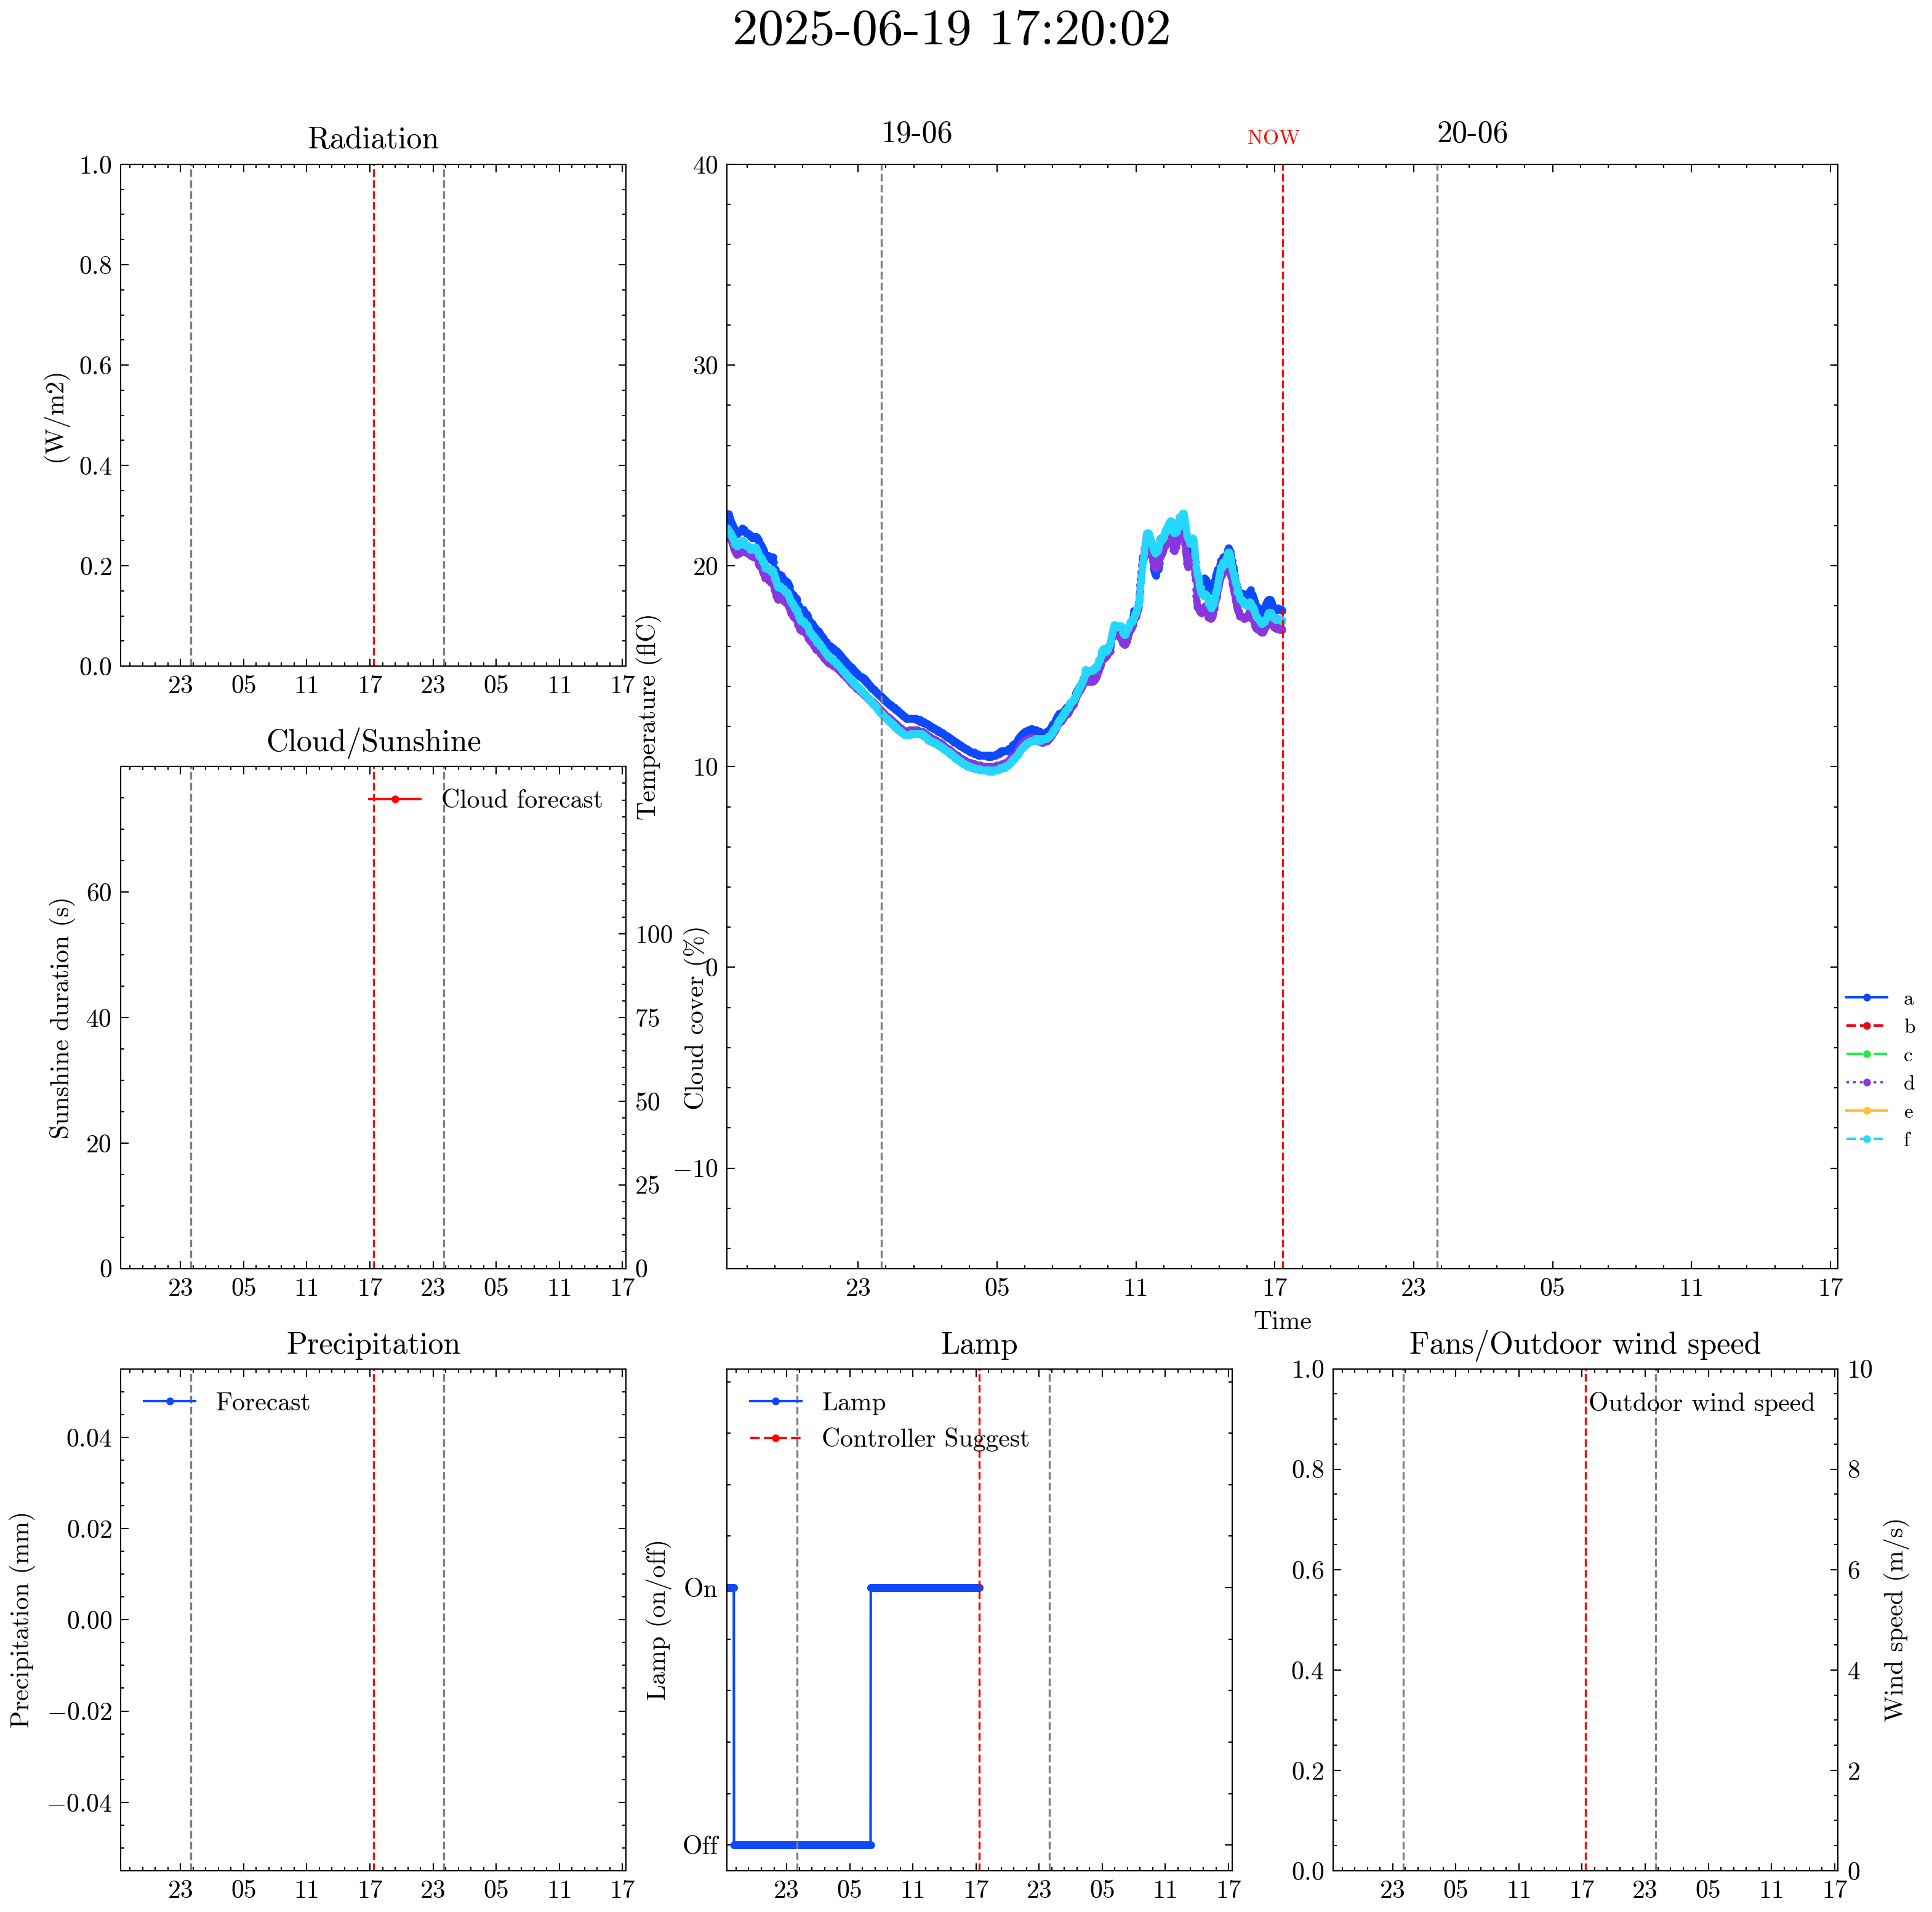 2025-06-19 17:20:02
Radiation
1.0
0.8
0.6
0.4
0.2
0.0
(W/m2)
23 05 11 17 23 05 11 17
19-06
NOW
20-06
40
30
20
10
0
−10
Temperature (flC)
23 05 11 17 23 05 11 17
Time
a
b
c
d
e
f
Cloud/Sunshine
Cloud forecast
60
40
20
0
Sunshine duration (s)
100
75
50
25
0
Cloud cover (%)
23 05 11 17 23 05 11 17
Precipitation
Forecast
0.04
0.02
0.00
−0.02
−0.04
Precipitation (mm)
23 05 11 17 23 05 11 17
Lamp
Lamp
Controller Suggest
On
Off
Lamp (on/off)
23 05 11 17 23 05 11 17
Fans/Outdoor wind speed
Outdoor wind speed
1.0
0.8
0.6
0.4
0.2
0.0
10
8
6
4
2
0
Wind speed (m/s)
23 05 11 17 23 05 11 17